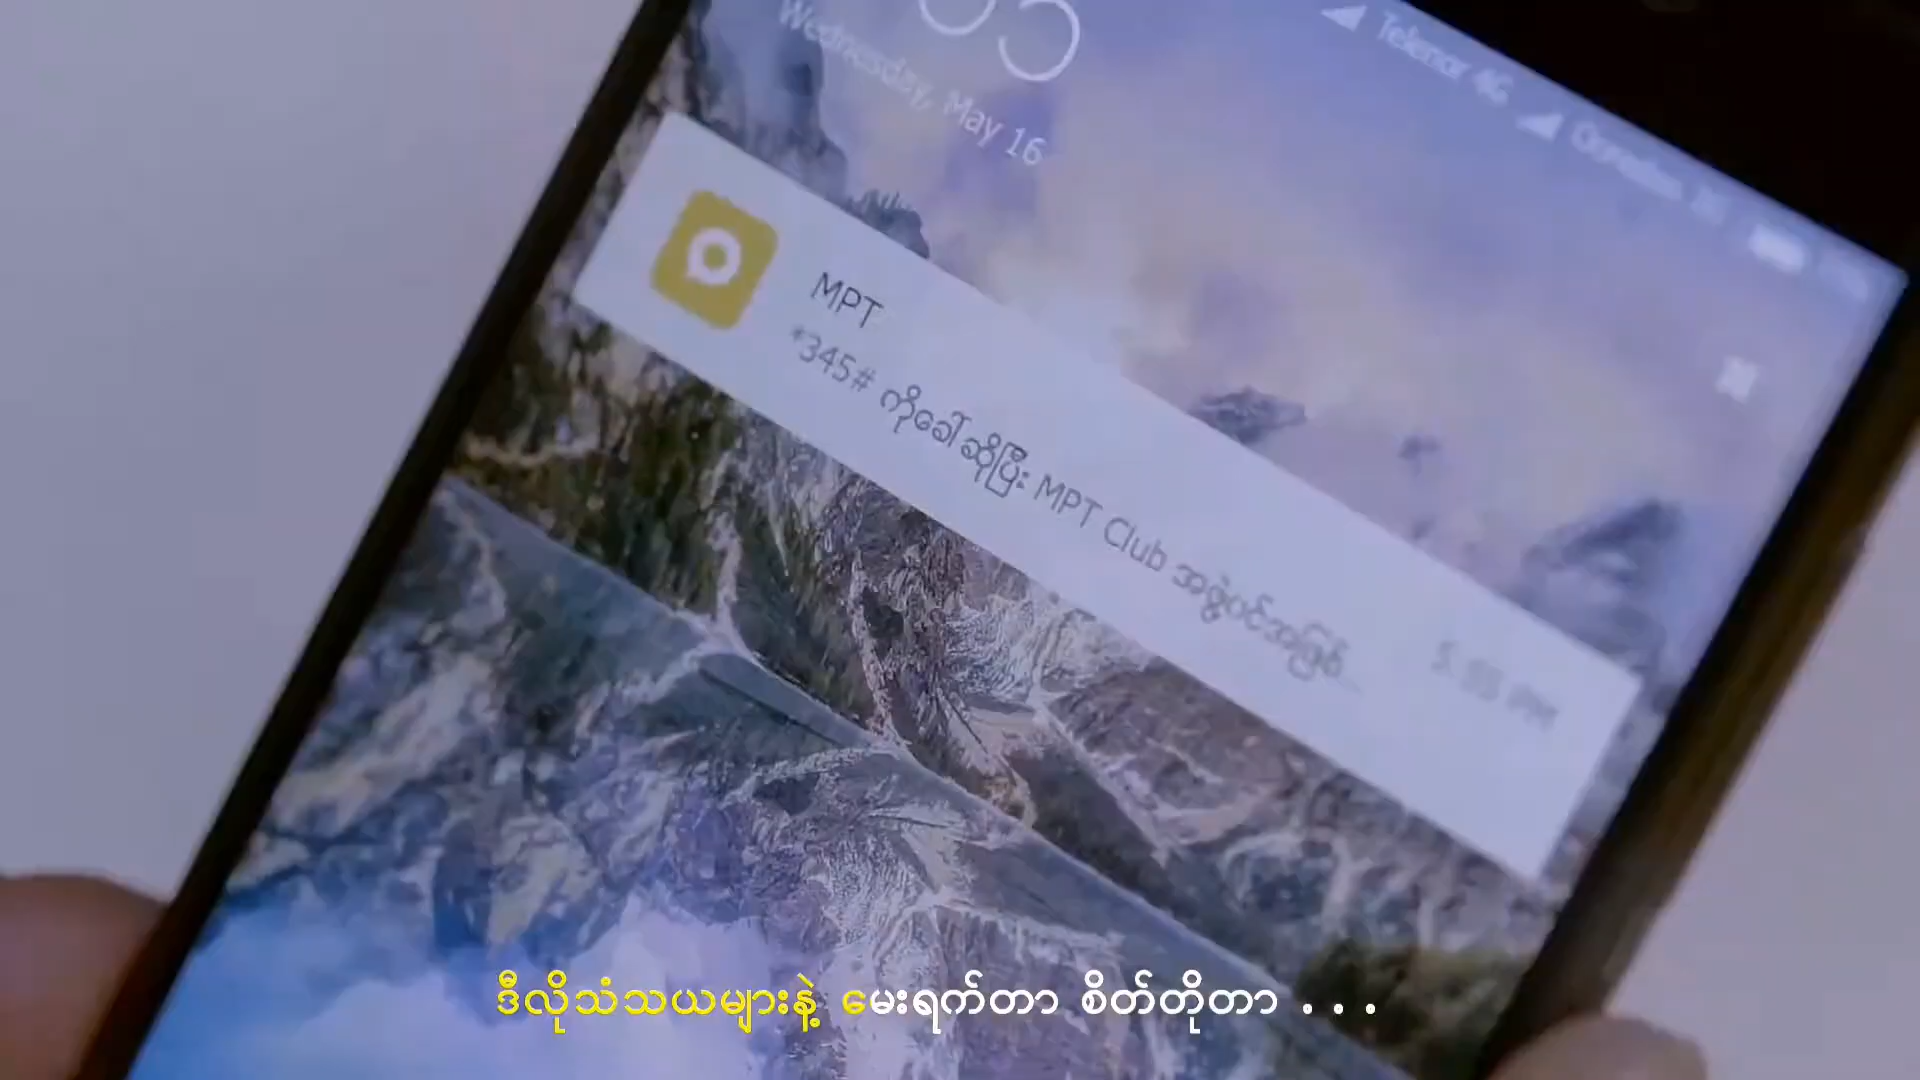 Telenor 4G
Wednesday, May 16
MPT
*345# ကိုခေါ်ဆိုပြီး MPT Club အဖွဲ့ဝင်အဖြစ်...
PM
ဒီလိုသံသယများနဲ့ မေးရက်တာ စိတ်တိုတာ . . .